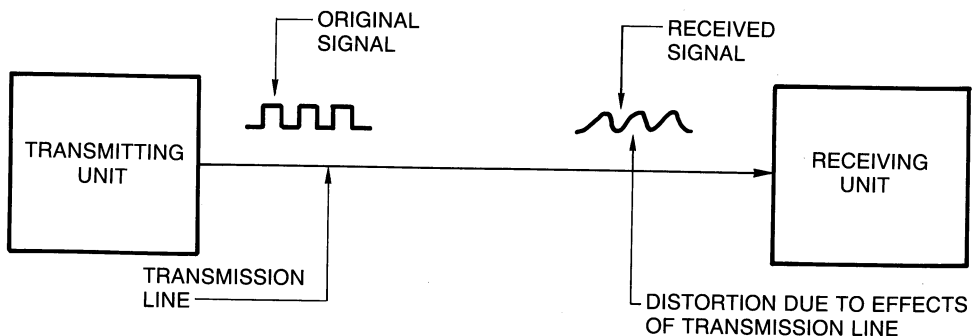 ORIGINAL
SIGNAL
RECEIVED
SIGNAL
TRANSMITTING
UNIT
RECEIVING
UNIT
TRANSMISSION
LINE
DISTORTION DUE TO EFFECTS
OF TRANSMISSION LINE